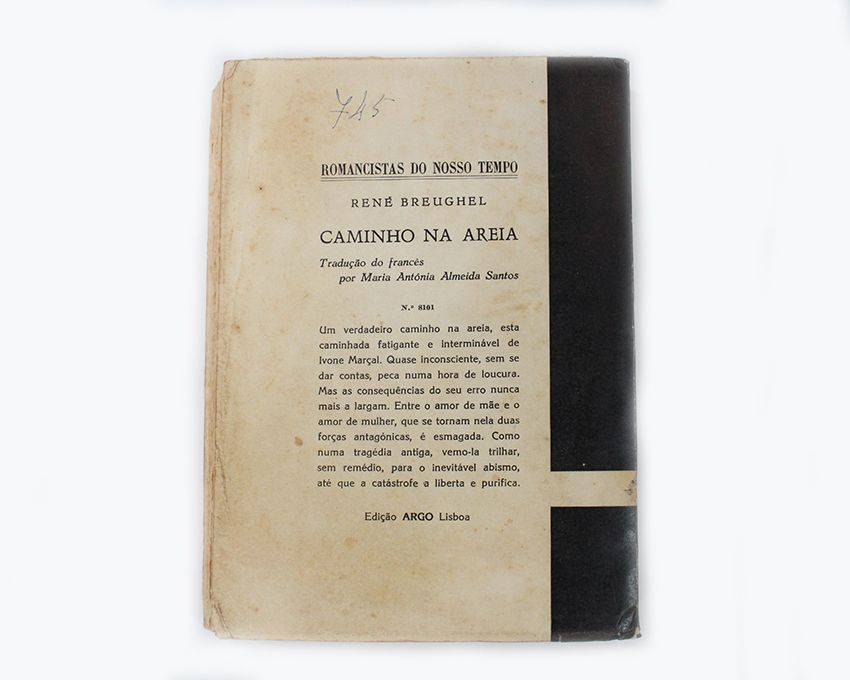 745
ROMANCISTAS DO NOSSO TEMPO
RENÉ BREUGHEL
CAMINHO NA AREIA
Tradução do francês
por Maria Antónia Almeida Santos
N.º 8101
Um verdadeiro caminho na areia, esta
caminhada fatigante e interminável de
Ivone Marçal. Quase inconsciente, sem se
dar contas, peca numa hora de loucura.
Mas as consequências do seu erro nunca
mais a largam. Entre o amor de mãe e o
amor de mulher, que se tornam nela duas
forças antagónicas, é esmagada. Como
numa tragédia antiga, vemo-la trilhar,
sem remédio, para o inevitável abismo,
até que a catástrofe a liberta e purifica.
Edição ARGO Lisboa